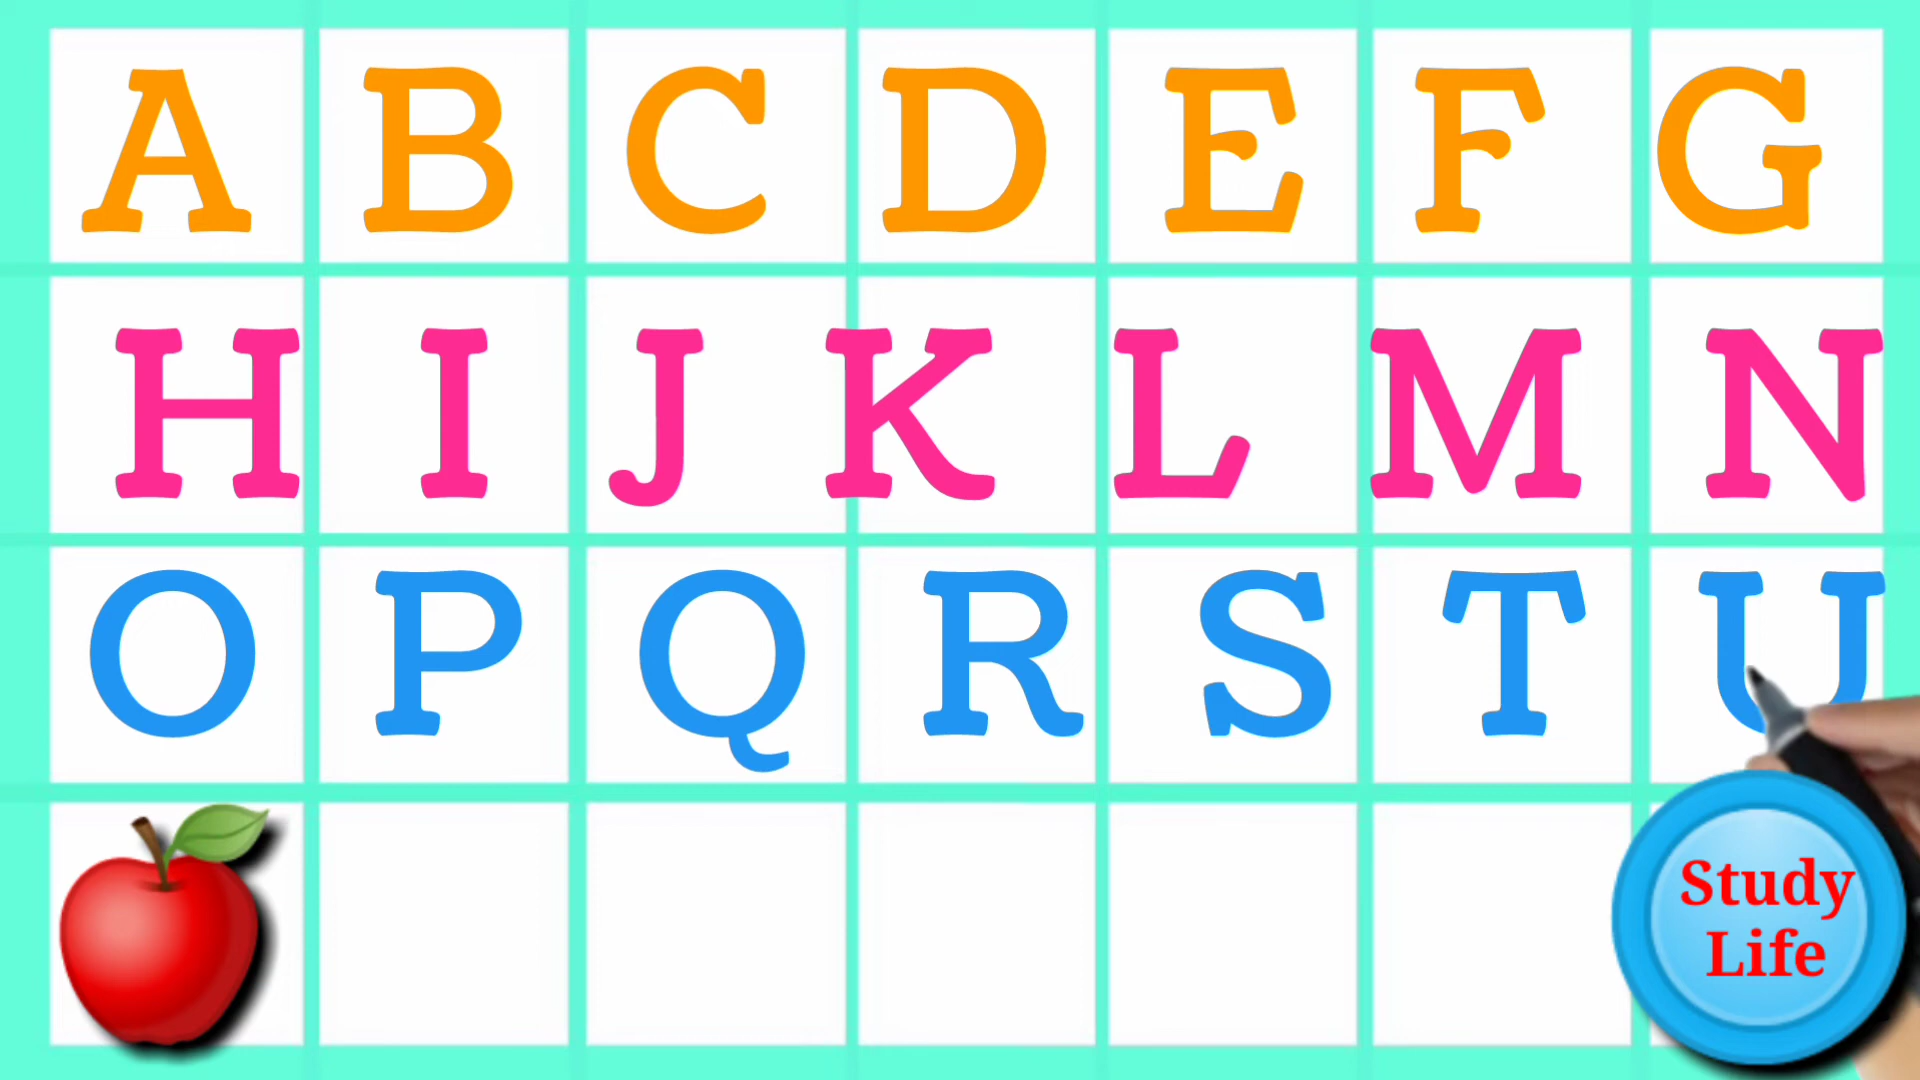 A B C D E F G
H I J K L M N
O P Q R S T U
Study
Life